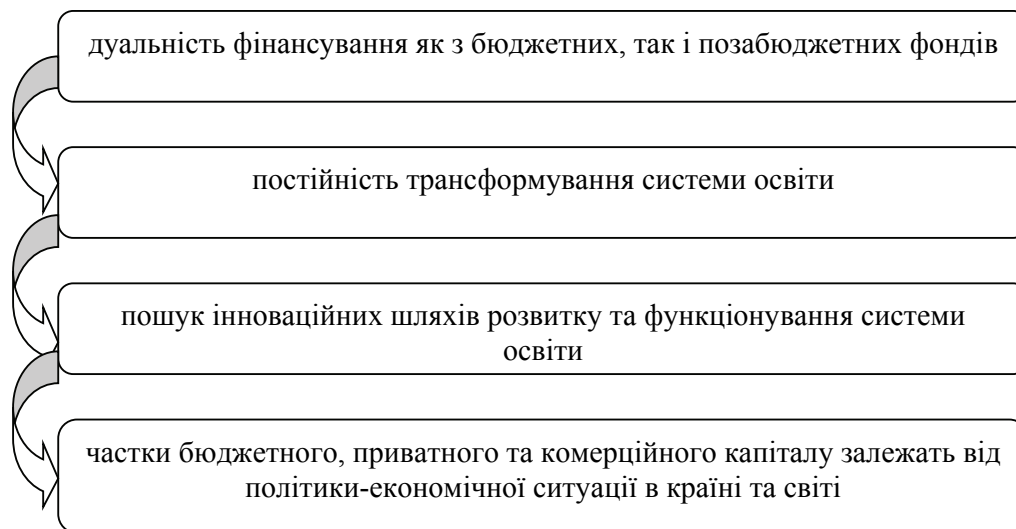 дуальність фінансування як з бюджетних, так і позабюджетних фондів
постійність трансформування системи освіти
пошук інноваційних шляхів розвитку та функціонування системи
освіти
частки бюджетного, приватного та комерційного капіталу залежать від
політики-економічної ситуації в країні та світі